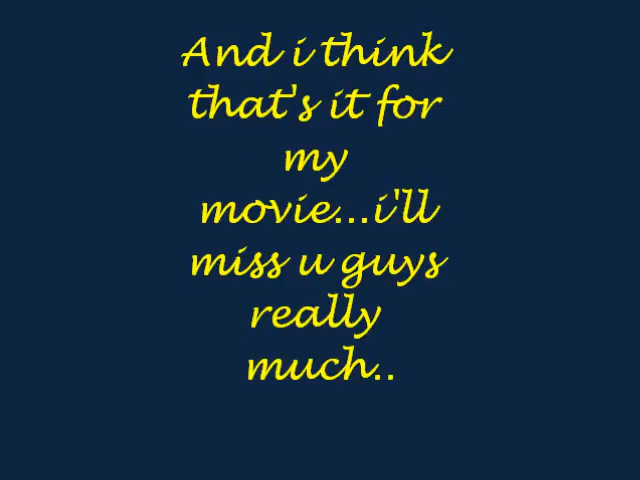 And i think
that's it for
my
movie...i'll
miss u guys
really
much..